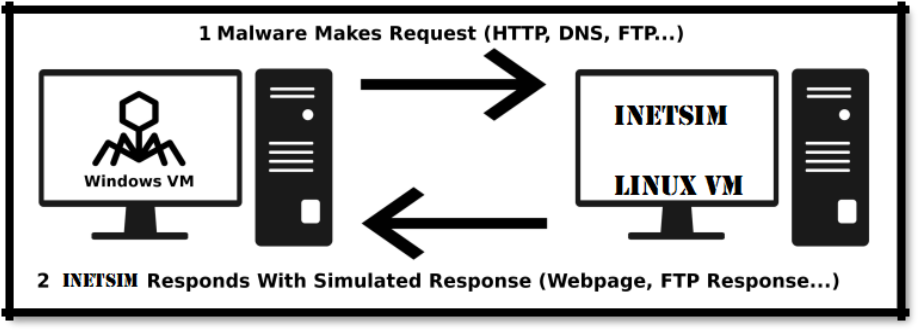 1 Malware Makes Request (HTTP, DNS, FTP...)
INETSIM
Windows VM
LINUX VM
2 INETSIM Responds With Simulated Response (Webpage, FTP Response...)